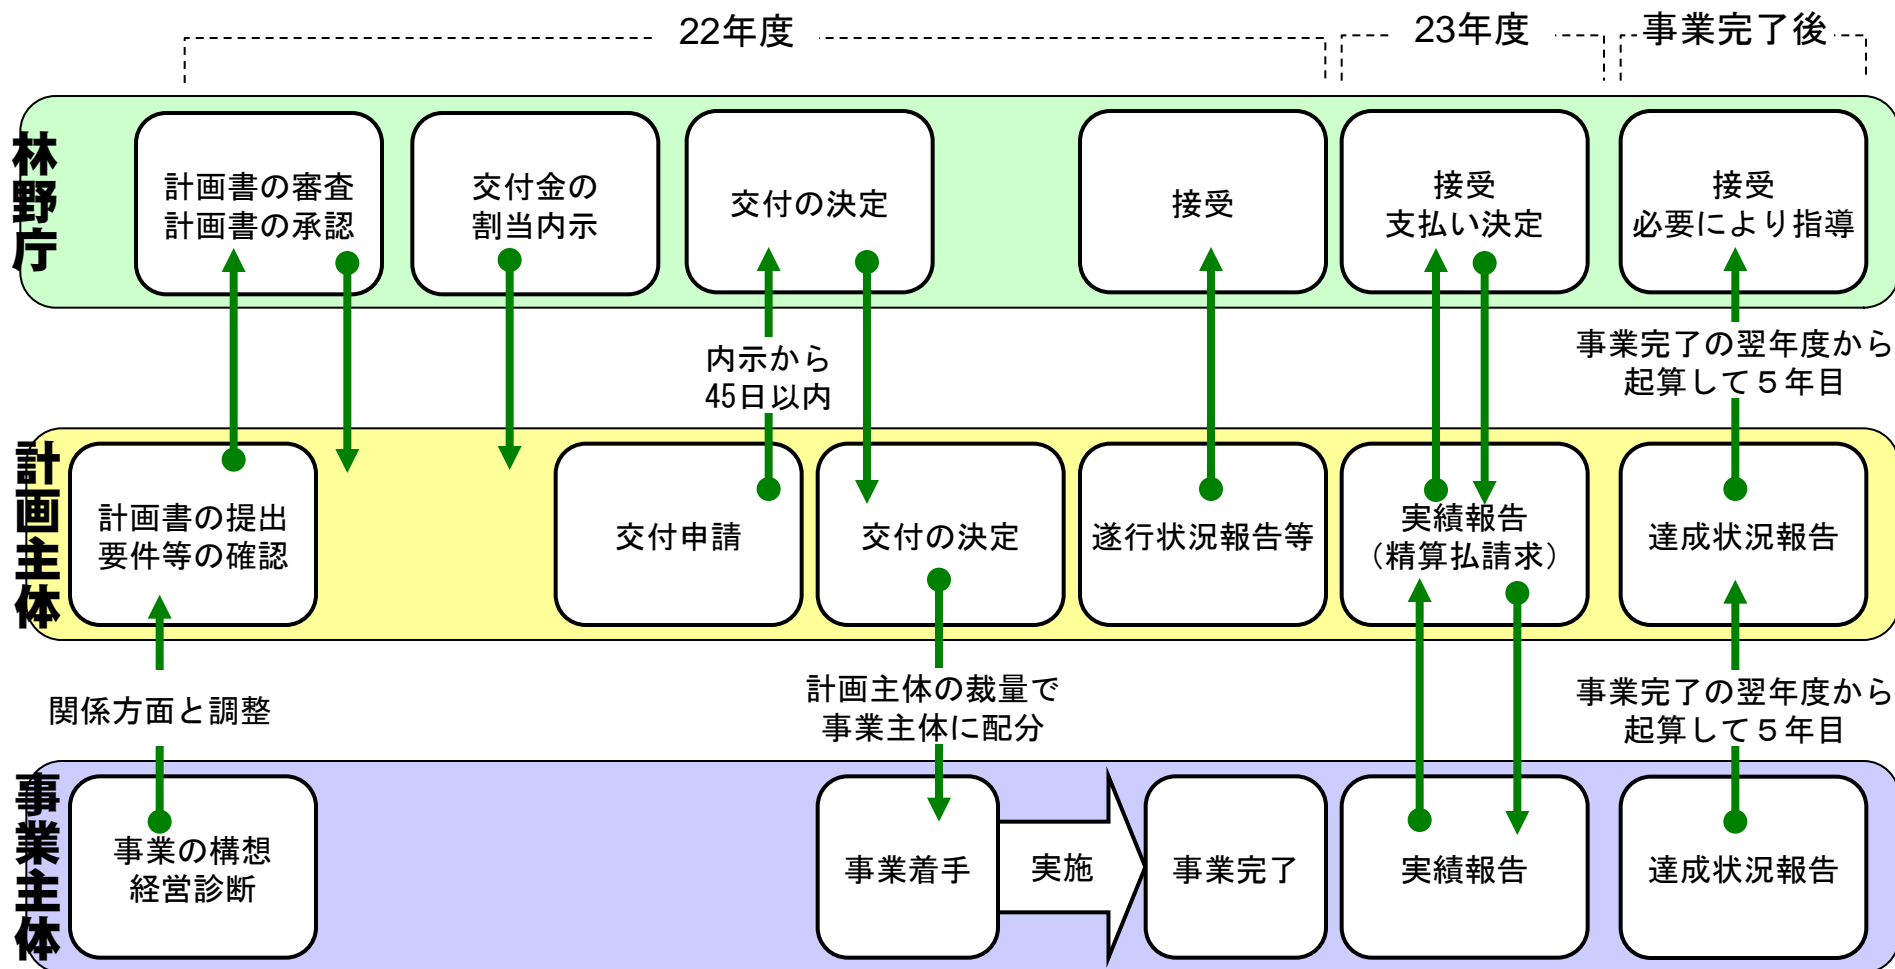 22年度
23年度
事業完了後
林野庁
計画書の審査
計画書の承認
交付金の
割当内示
交付の決定
接受
接受
支払い決定
接受
必要により指導
内示から
45日以内
事業完了の翌年度から
起算して５年目
計画主体
計画書の提出
要件等の確認
交付申請
交付の決定
遂行状況報告等
実績報告
（精算払請求）
達成状況報告
関係方面と調整
計画主体の裁量で
事業主体に配分
事業完了の翌年度から
起算して５年目
事業主体
事業の構想
経営診断
事業着手
実施
事業完了
実績報告
達成状況報告